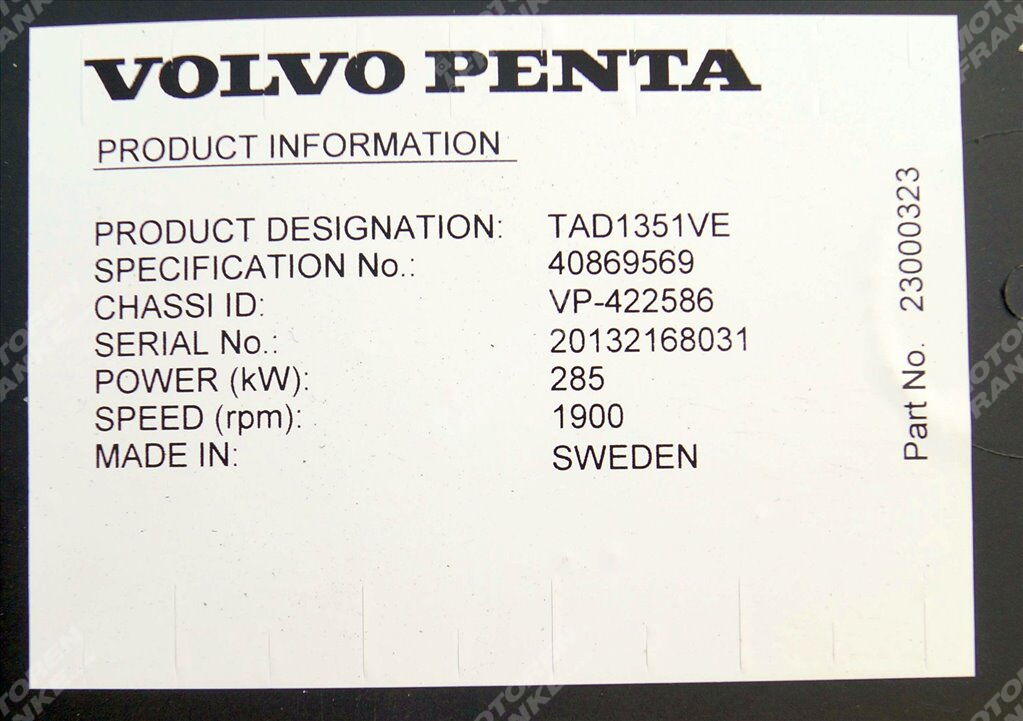 VOLVO PENTA
PRODUCT INFORMATION
PRODUCT DESIGNATION: TAD1351VE
SPECIFICATION No.: 40869569
CHASSI ID: VP-422586
SERIAL No.: 20132168031
POWER (kW): 285
SPEED (rpm): 1900
MADE IN: SWEDEN
Part No. 23000323